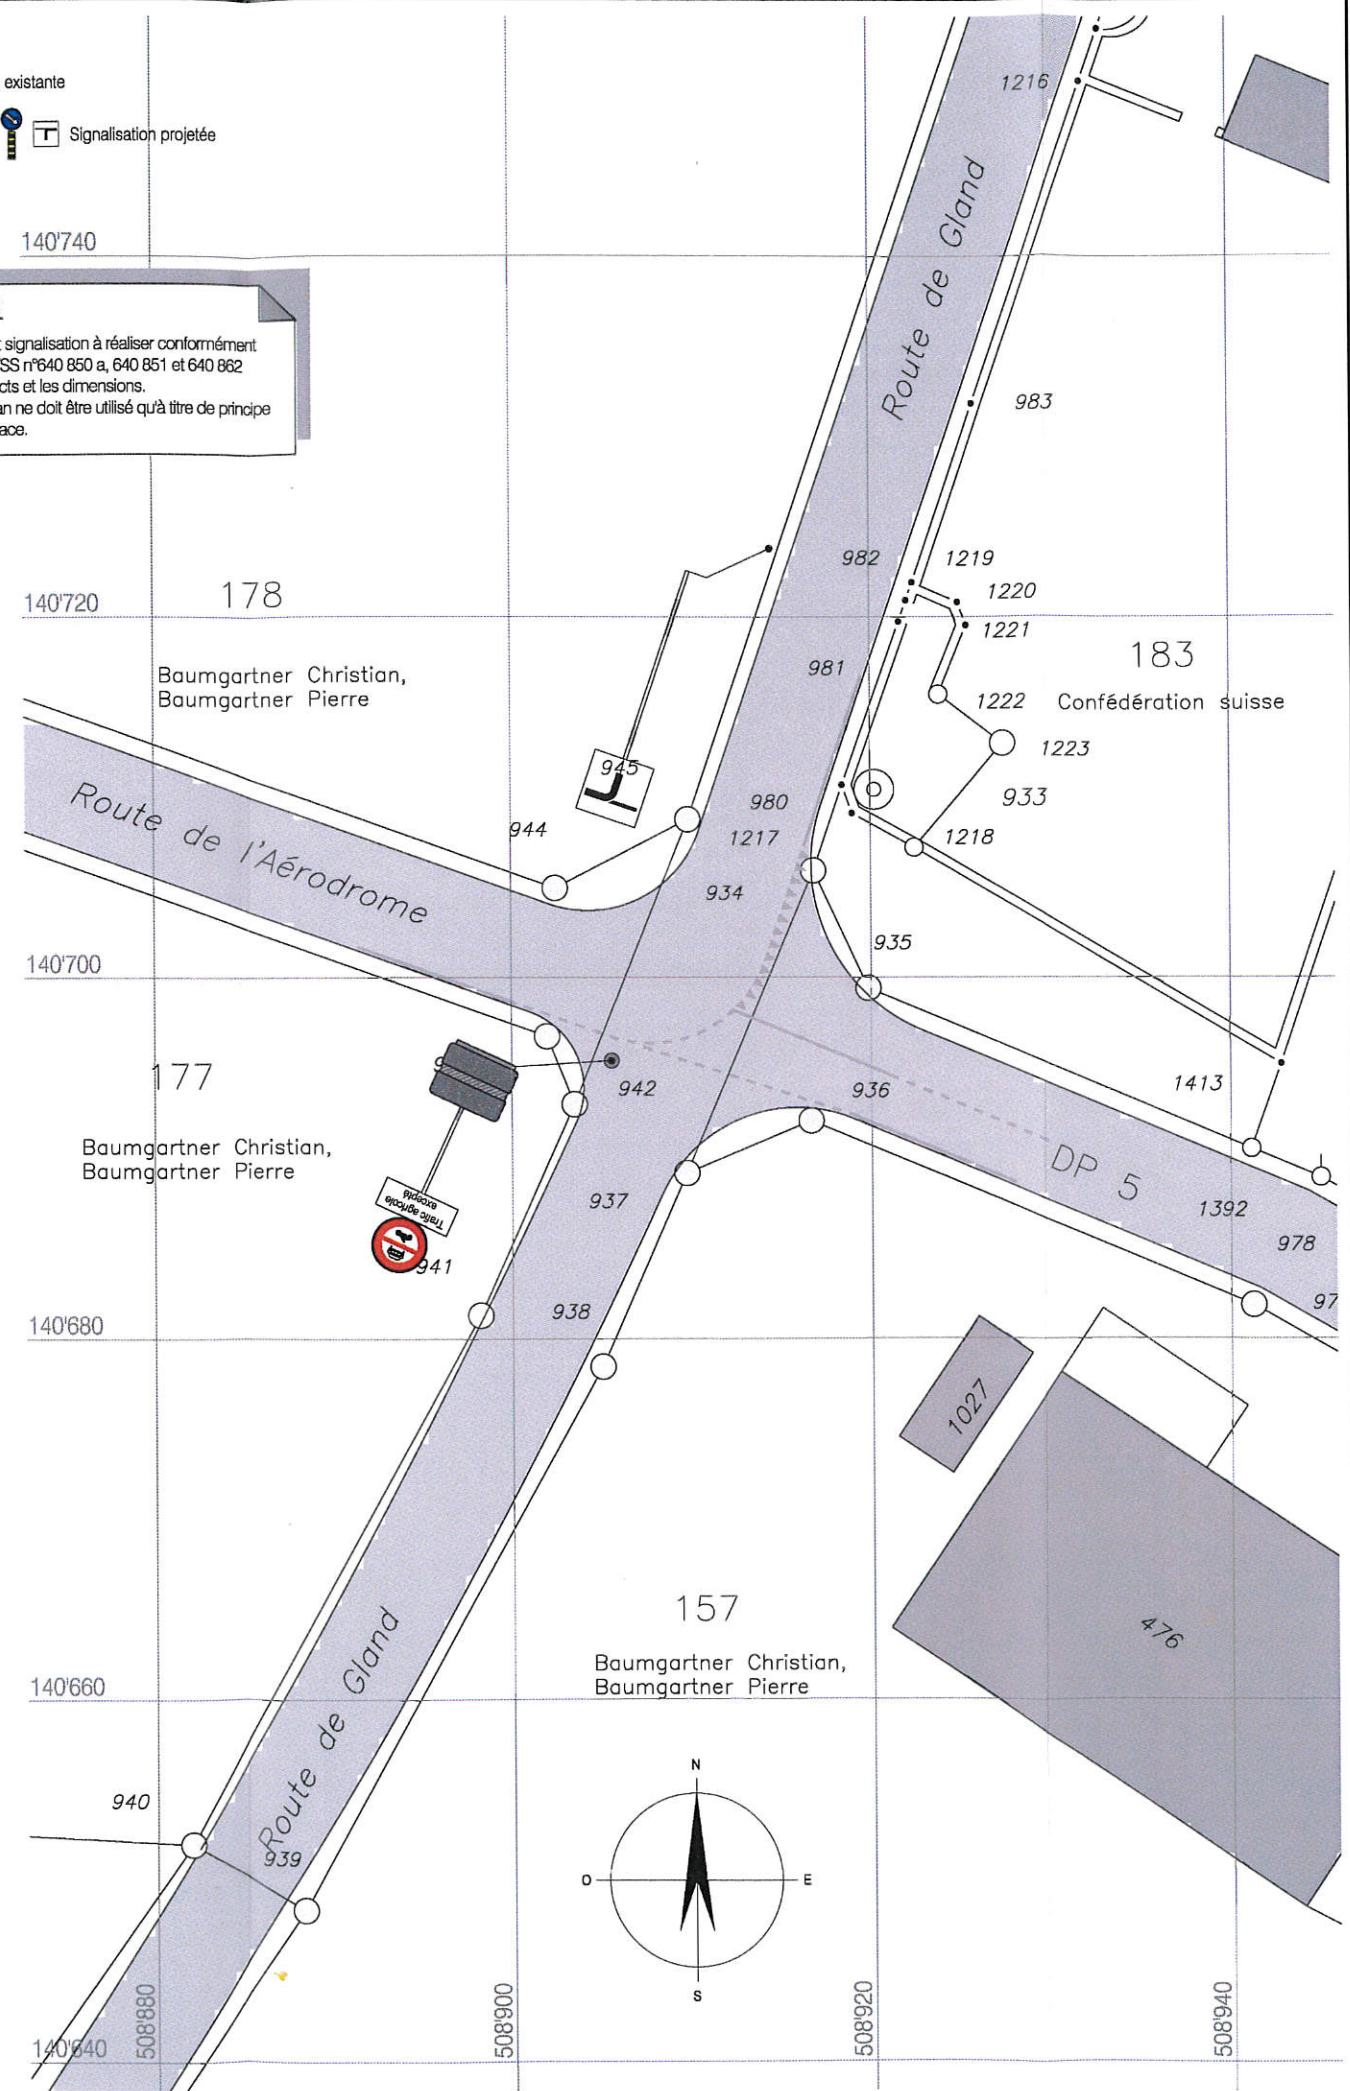 existante
Signalisation projetée
1216
140'740
signalisation à réaliser conformément
n°640 850 a, 640 851 et 640 862
et les dimensions.
ne doit être utilisé qu'à titre de principe
Route de Gland
983
982
1219
1220
1221
178
140'720
Baumgartner Christian,
Baumgartner Pierre
981
183
1222
Confédération suisse
1223
945
980
933
944
1217
1218
Route de l'Aérodrome
934
935
140'700
177
942
936
1413
Baumgartner Christian,
Baumgartner Pierre
DP 5
Trafic agricole
excepté
937
1392
978
941
938
97
140'680
1027
157
476
Baumgartner Christian,
Baumgartner Pierre
140'660
Route de Gland
N
940
939
O
E
S
508'880
508'900
508'920
508'940
140'640